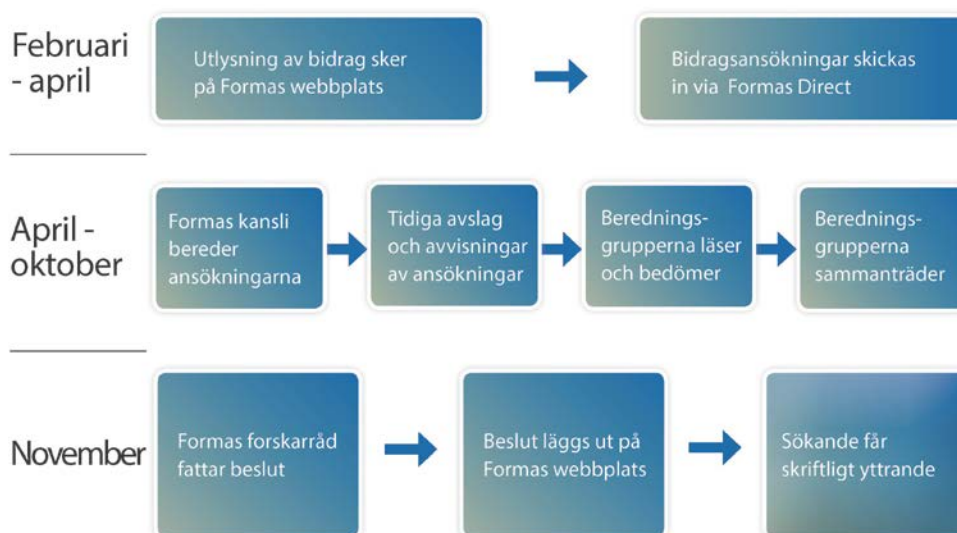 Februari
- april
Utlysning av bidrag sker
på Formas webbplats
Bidragsansökningar skickas
in via Formas Direct
April -
oktober
Formas kansli
bereder
ansökningarna
Tidiga avslag
och avvisningar
av ansökningar
Berednings-
grupperna läser
och bedömer
Berednings-
grupperna
sammanträder
November
Formas forskarråd
fattar beslut
Beslut läggs ut på
Formas webbplats
Sökande får
skriftligt yttrande